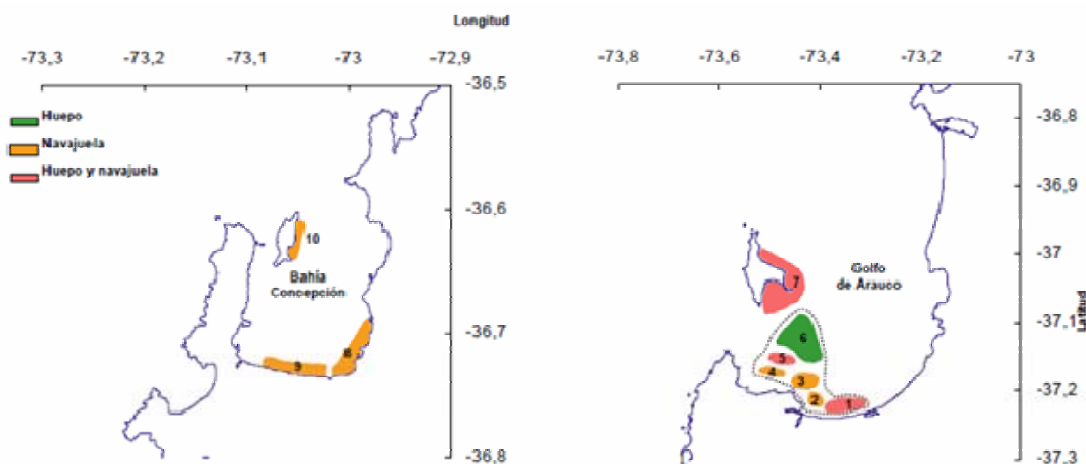 Longitud
-73,3 -73,2 -73,1 -73 -72,9
-36,5
Huepo
Navajuela
Huepo y navajuela
-36,6
10
Bahía
Concepción
-36,7
8
9
-36,8
-73,8 -73,6 -73,4 -73,2 -73
-36,8
-36,9
-37
Golfo
de Arauco
7
Latitud
-37,1
6
5
4
3
-37,2
2
1
-37,3